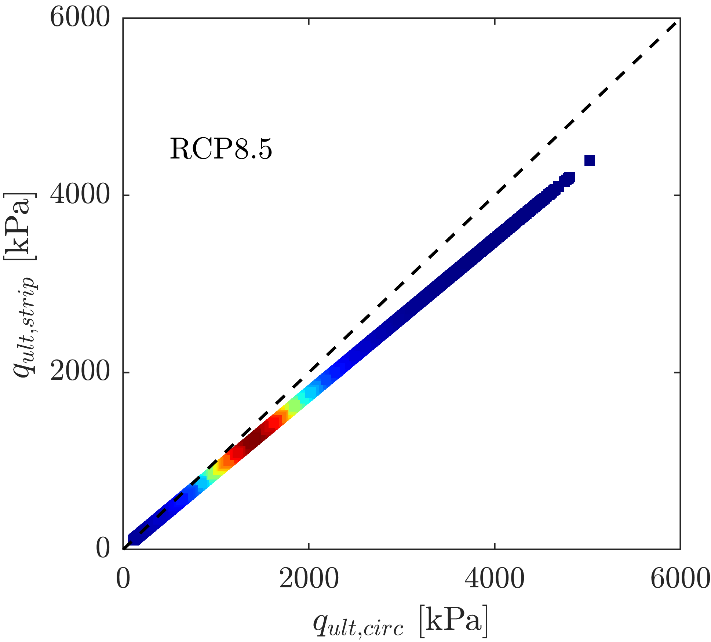 6000
RCP8.5
4000
q_{ult,strip} [kPa]
2000
0
0 2000 4000 6000
q_{ult,circ} [kPa]